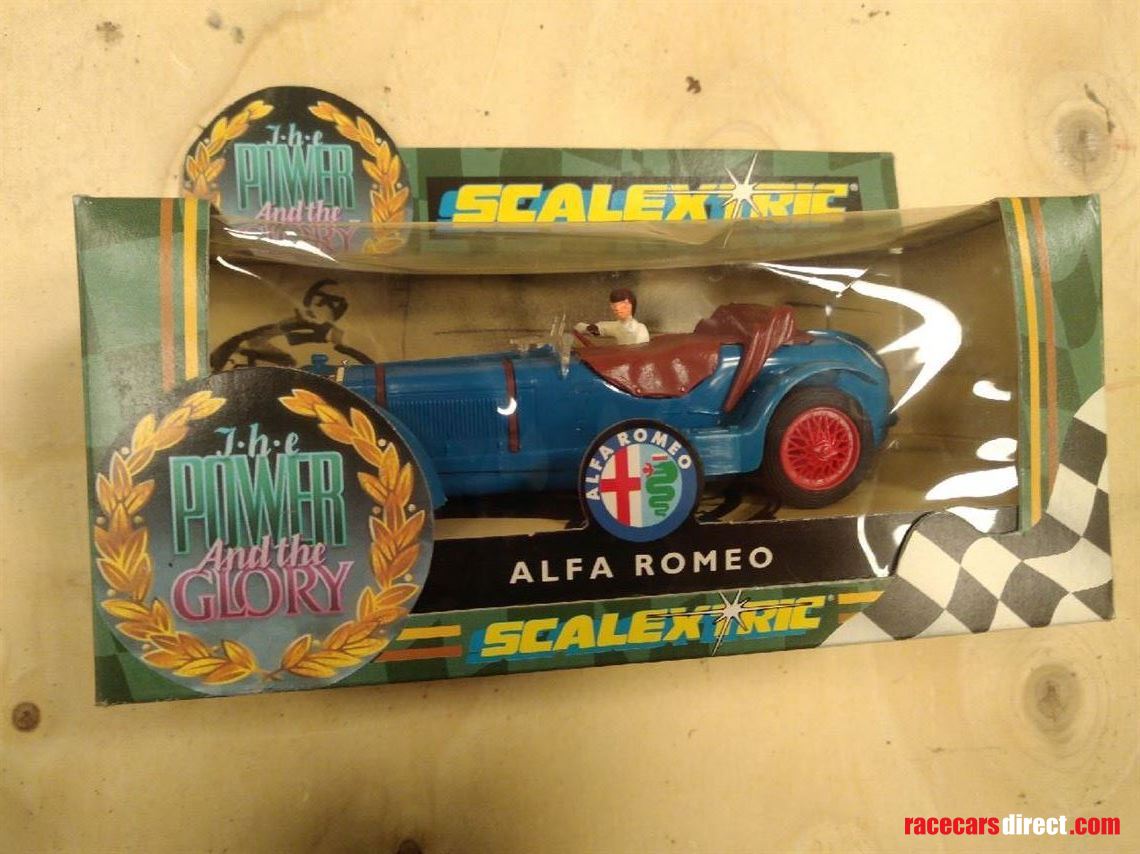 The
POWER
And the
GLORY
SCALEXTRIC®
The
POWER
And the
GLORY
ALFA ROMEO
ALFA ROMEO
SCALEXTRIC®
racecarsdirect.com